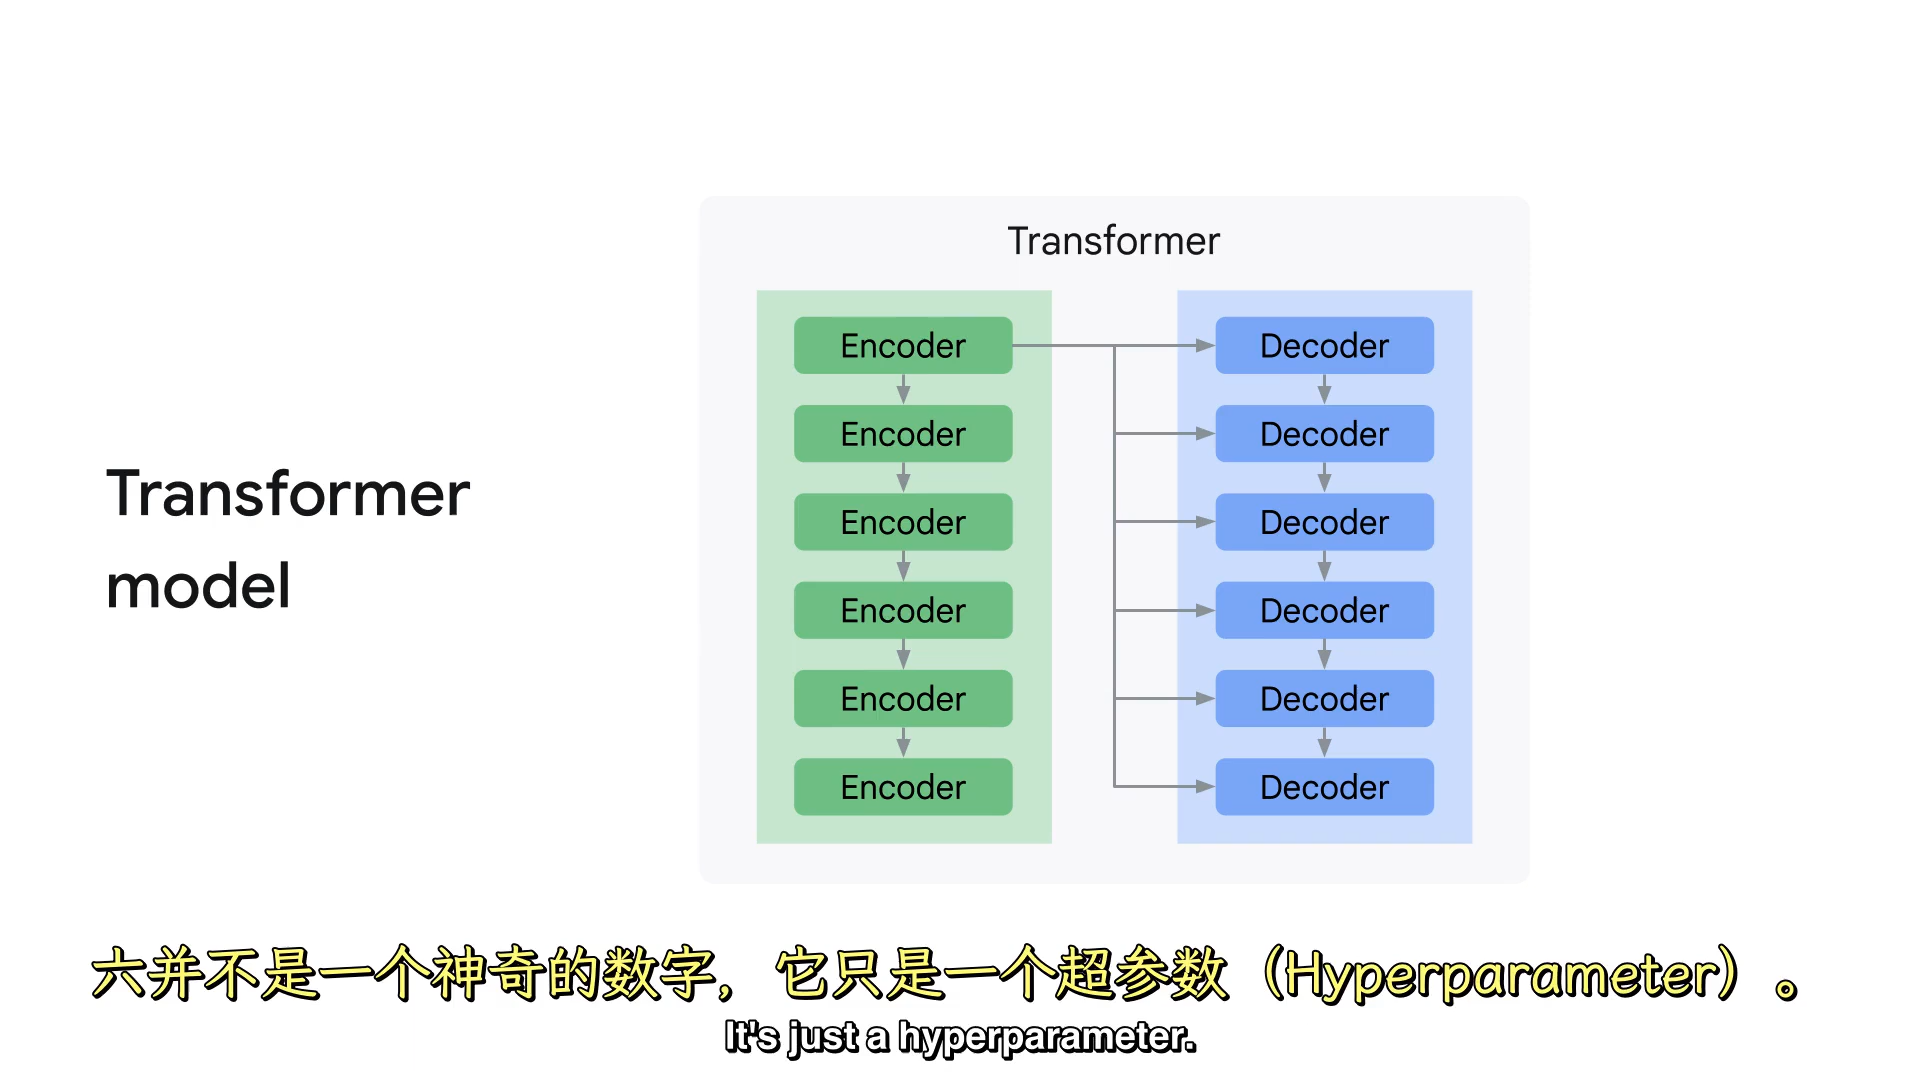 Transformer
model
Transformer
Encoder
Encoder
Encoder
Encoder
Encoder
Encoder
Decoder
Decoder
Decoder
Decoder
Decoder
Decoder
六并不是一个神奇的数字，它只是一个超参数（Hyperparameter）。
It's just a hyperparameter.